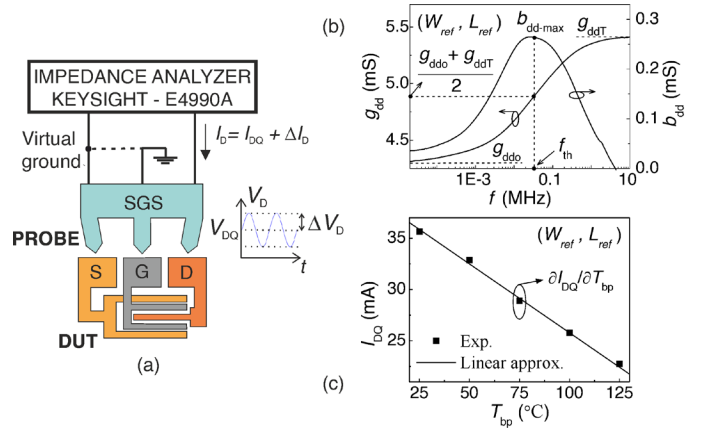 IMPEDANCE ANALYZER
KEYSIGHT - E4990A
Virtual
ground
I_D = I_DQ + ΔI_D
SGS
PROBE
S G D
DUT
V_D
V_DQ
ΔV_D
t
(a)
(b)
(W_ref, L_ref)
b_dd-max
g_ddT
(g_ddo + g_ddT)/2
g_ddo
f_th
5.5
5.0
4.5
g_dd (mS)
0.3
0.2
0.1
0.0
b_dd (mS)
1E-3 0.1 10
f (MHz)
(W_ref, L_ref)
∂I_DQ/∂T_bp
35
30
25
I_DQ (mA)
Exp.
Linear approx.
25 50 75 100 125
T_bp (°C)
(c)